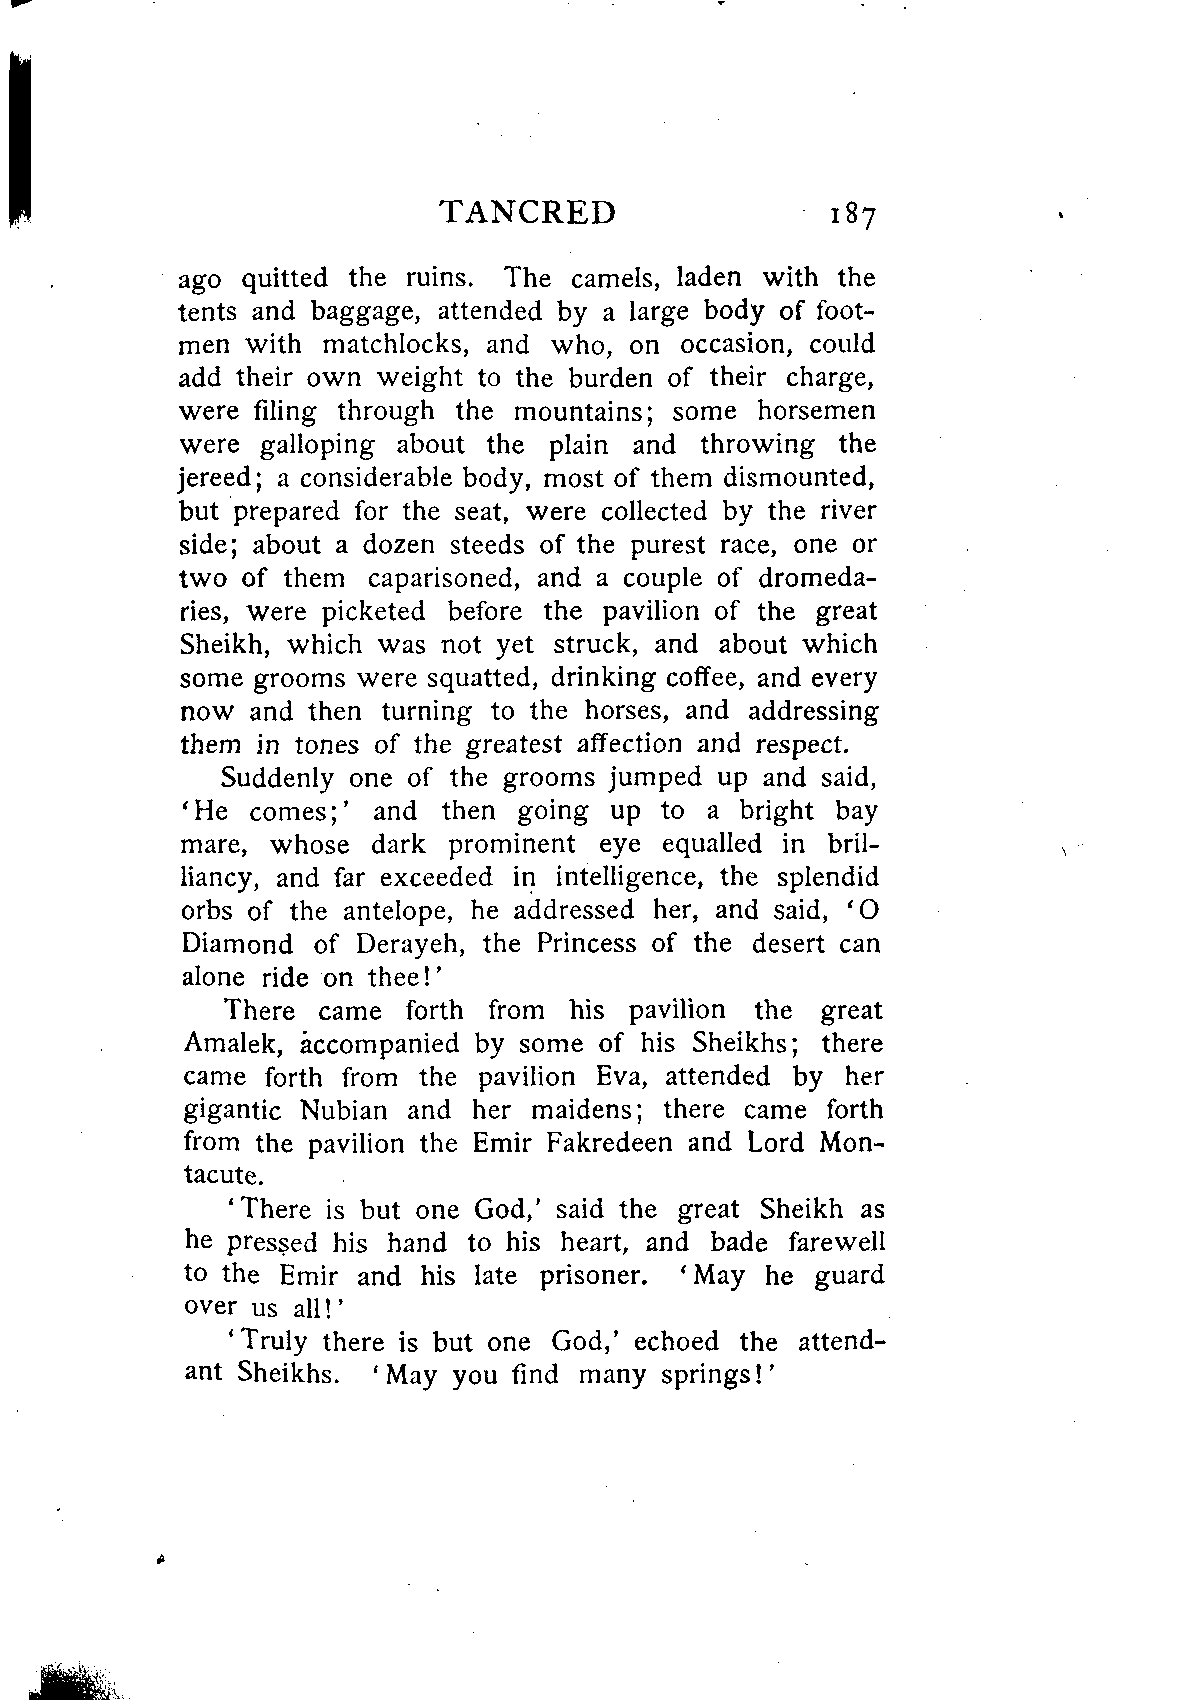 TANCRED 187
ago quitted the ruins. The camels, laden with the
tents and baggage, attended by a large body of foot-
men with matchlocks, and who, on occasion, could
add their own weight to the burden of their charge,
were filing through the mountains; some horsemen
were galloping about the plain and throwing the
jereed; a considerable body, most of them dismounted,
but prepared for the seat, were collected by the river
side; about a dozen steeds of the purest race, one or
two of them caparisoned, and a couple of dromeda-
ries, were picketed before the pavilion of the great
Sheikh, which was not yet struck, and about which
some grooms were squatted, drinking coffee, and every
now and then turning to the horses, and addressing
them in tones of the greatest affection and respect.
Suddenly one of the grooms jumped up and said,
‘He comes;’ and then going up to a bright bay
mare, whose dark prominent eye equalled in bril-
liancy, and far exceeded in intelligence, the splendid
orbs of the antelope, he addressed her, and said, ‘O
Diamond of Derayeh, the Princess of the desert can
alone ride on thee!’
There came forth from his pavilion the great
Amalek, accompanied by some of his Sheikhs; there
came forth from the pavilion Eva, attended by her
gigantic Nubian and her maidens; there came forth
from the pavilion the Emir Fakredeen and Lord Mon-
tacute.
‘There is but one God,’ said the great Sheikh as
he pressed his hand to his heart, and bade farewell
to the Emir and his late prisoner. ‘May he guard
over us all!’
‘Truly there is but one God,’ echoed the attend-
ant Sheikhs. ‘May you find many springs!’